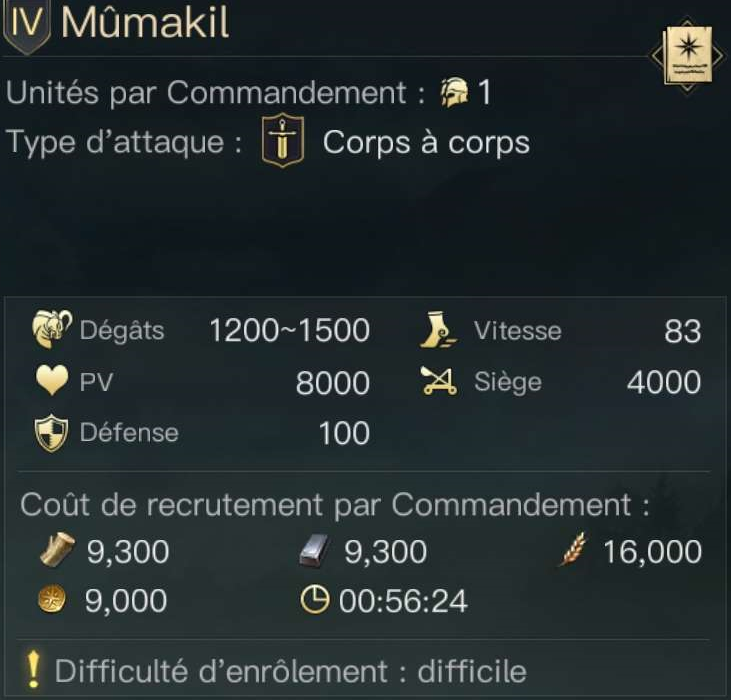 IV Mûmakil
Unités par Commandement : 1
Type d'attaque : Corps à corps
Dégâts 1200~1500 Vitesse 83
PV 8000 Siège 4000
Défense 100
Coût de recrutement par Commandement :
9,300 9,300 16,000
9,000 00:56:24
Difficulté d'enrôlement : difficile